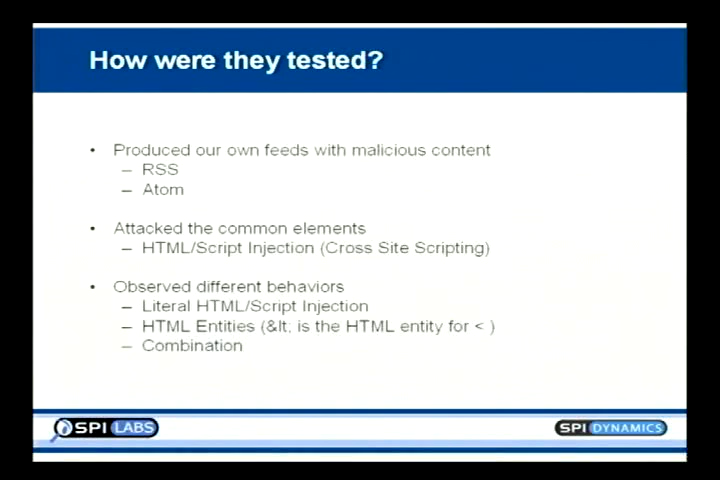 How were they tested?
• Produced our own feeds with malicious content
– RSS
– Atom
• Attacked the common elements
– HTML/Script Injection (Cross Site Scripting)
• Observed different behaviors
– Literal HTML/Script Injection
– HTML Entities (&lt; is the HTML entity for < )
– Combination
SPI LABS
SPI DYNAMICS